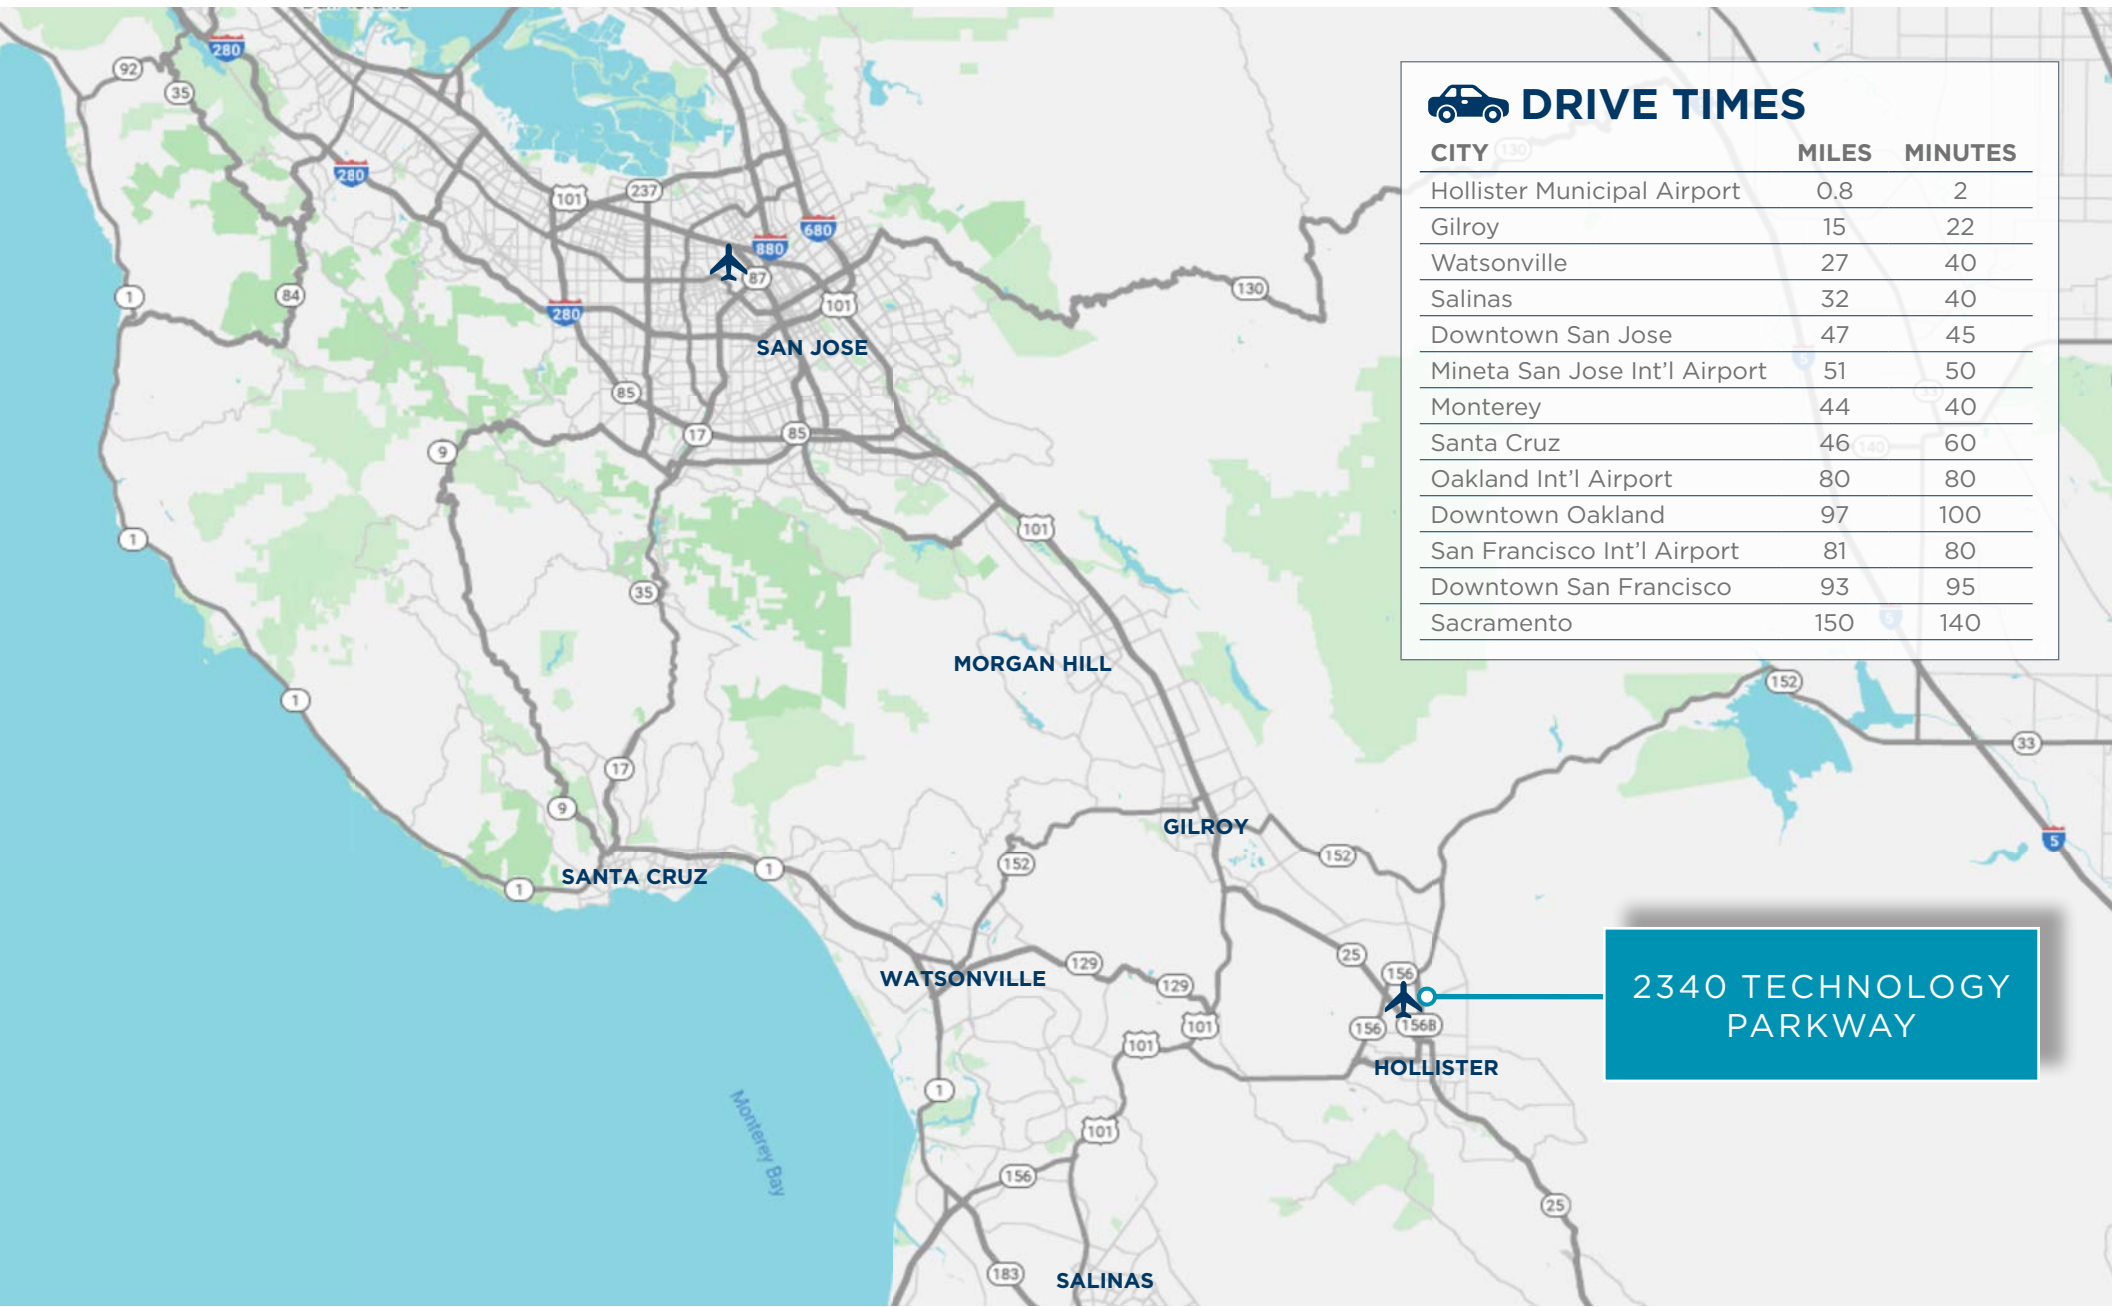 DRIVE TIMES
CITY MILES MINUTES
Hollister Municipal Airport 0.8 2
Gilroy 15 22
Watsonville 27 40
Salinas 32 40
Downtown San Jose 47 45
Mineta San Jose Int'l Airport 51 50
Monterey 44 40
Santa Cruz 46 60
Oakland Int'l Airport 80 80
Downtown Oakland 97 100
San Francisco Int'l Airport 81 80
Downtown San Francisco 93 95
Sacramento 150 140
280
92
35
280
101
237
680
880
87
1
84
130
130
280
101
SAN JOSE
5
33
85
17
85
140
9
101
1
35
5
MORGAN HILL
152
1
33
17
9
GILROY
5
152
152
1
SANTA CRUZ
1
25
129
156
WATSONVILLE
129
2340 TECHNOLOGY
PARKWAY
101
156
156B
101
HOLLISTER
1
Monterey Bay
101
156
25
183
SALINAS